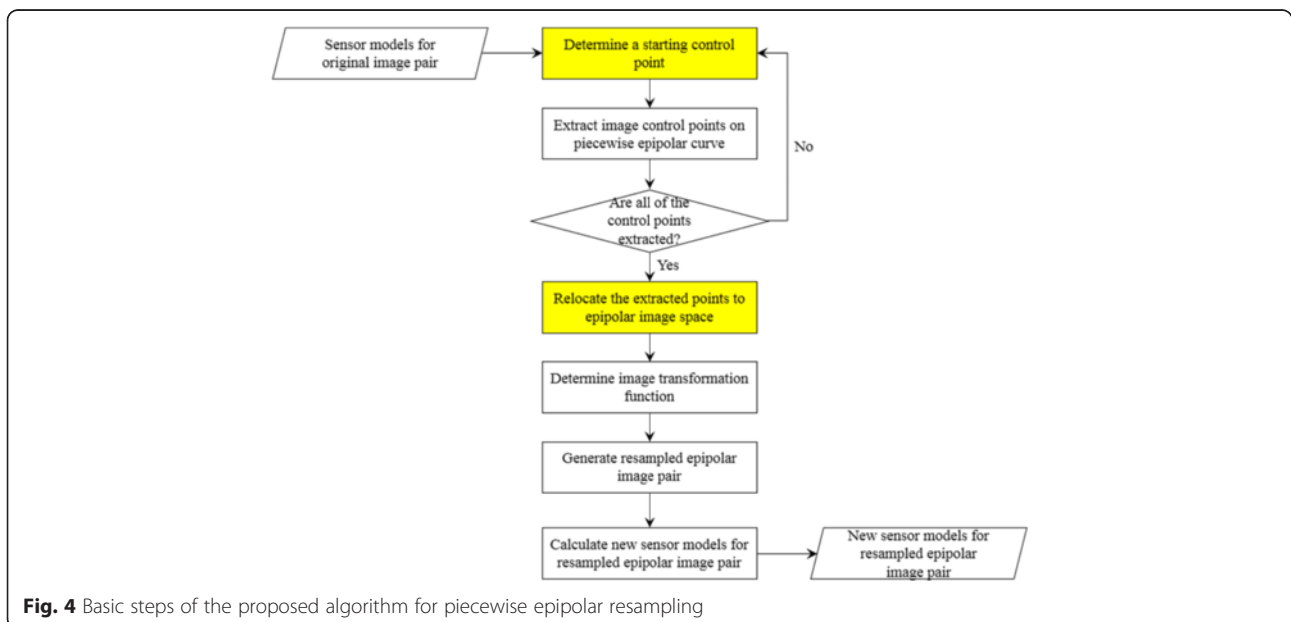 Sensor models for
original image pair
Determine a starting control
point
Extract image control points on
piecewise epipolar curve
No
Are all of the
control points
extracted?
Yes
Relocate the extracted points to
epipolar image space
Determine image transformation
function
Generate resampled epipolar
image pair
Calculate new sensor models for
resampled epipolar image pair
New sensor models for
resampled epipolar
image pair
Fig. 4 Basic steps of the proposed algorithm for piecewise epipolar resampling